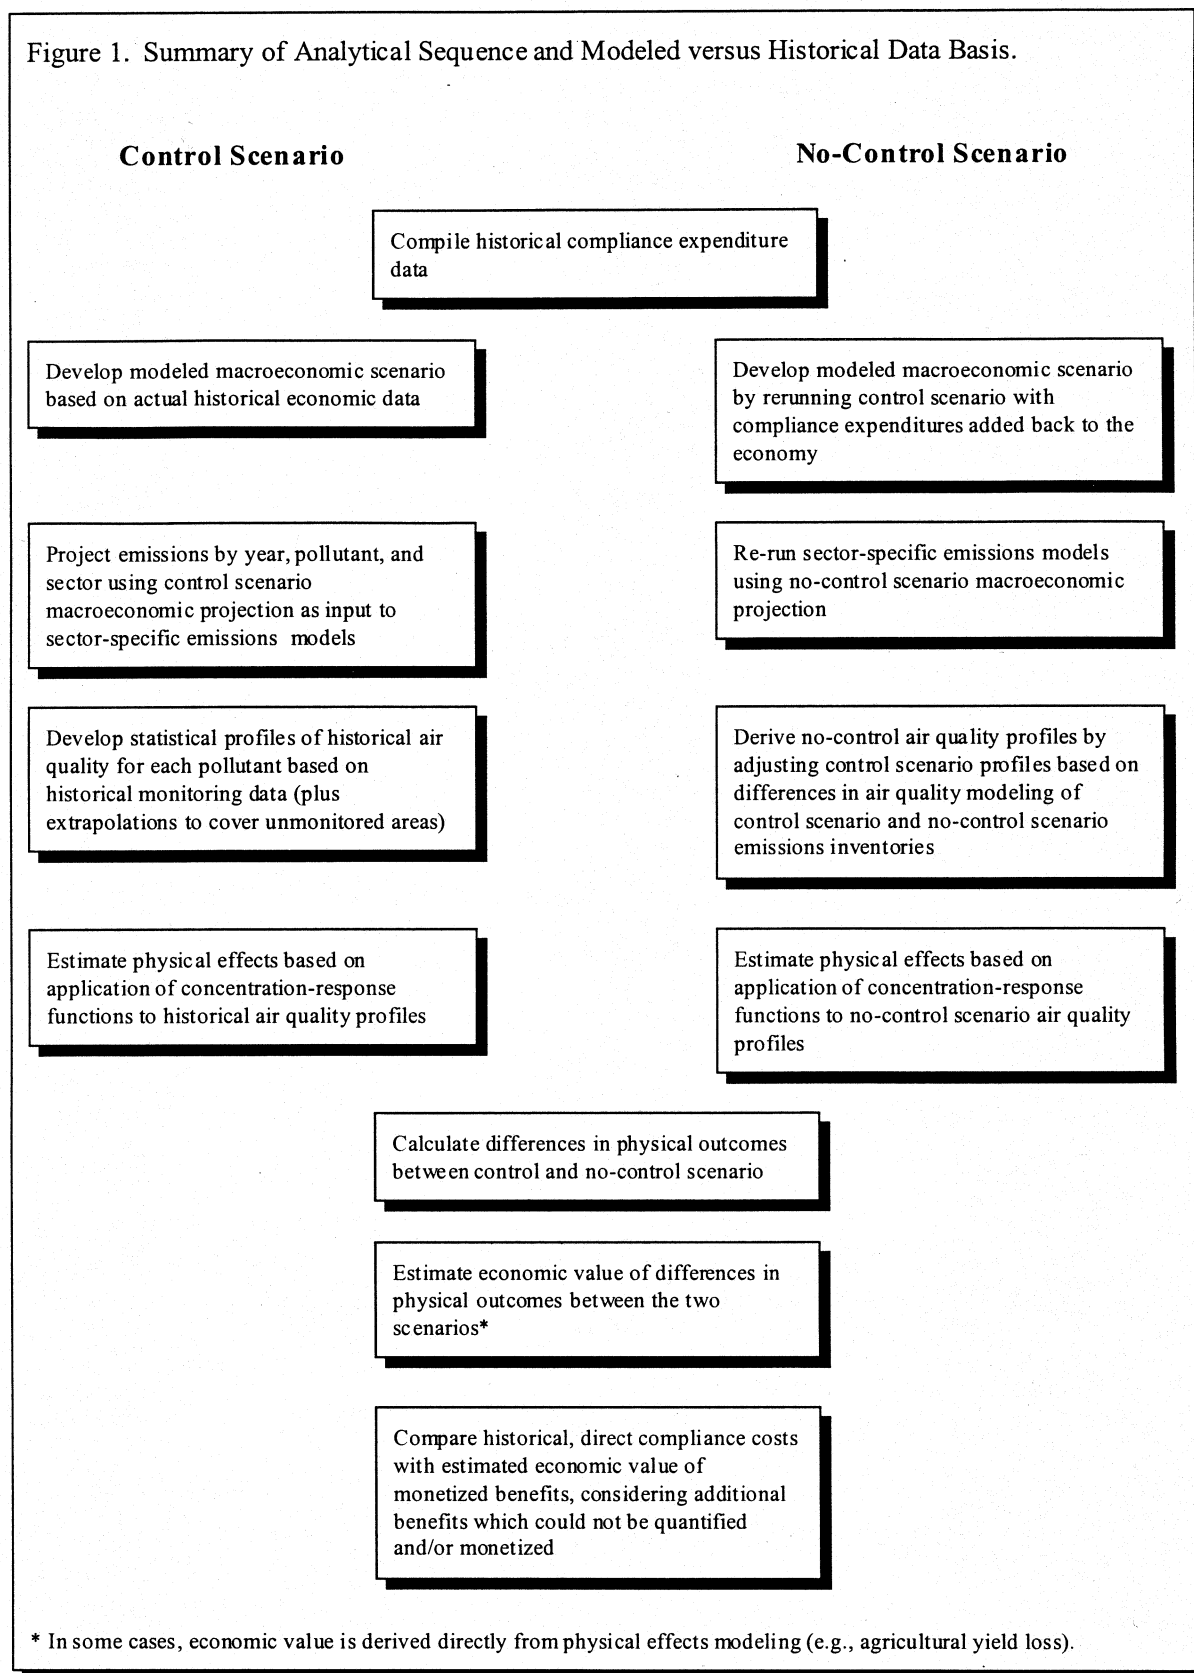 Figure 1. Summary of Analytical Sequence and Modeled versus Historical Data Basis.
Control Scenario
No-Control Scenario
Compile historical compliance expenditure
data
Develop modeled macroeconomic scenario
based on actual historical economic data
Develop modeled macroeconomic scenario
by rerunning control scenario with
compliance expenditures added back to the
economy
Project emissions by year, pollutant, and
sector using control scenario
macroeconomic projection as input to
sector-specific emissions models
Re-run sector-specific emissions models
using no-control scenario macroeconomic
projection
Develop statistical profiles of historical air
quality for each pollutant based on
historical monitoring data (plus
extrapolations to cover unmonitored areas)
Derive no-control air quality profiles by
adjusting control scenario profiles based on
differences in air quality modeling of
control scenario and no-control scenario
emissions inventories
Estimate physical effects based on
application of concentration-response
functions to historical air quality profiles
Estimate physical effects based on
application of concentration-response
functions to no-control scenario air quality
profiles
Calculate differences in physical outcomes
between control and no-control scenario
Estimate economic value of differences in
physical outcomes between the two
scenarios*
Compare historical, direct compliance costs
with estimated economic value of
monetized benefits, considering additional
benefits which could not be quantified
and/or monetized
* In some cases, economic value is derived directly from physical effects modeling (e.g., agricultural yield loss).